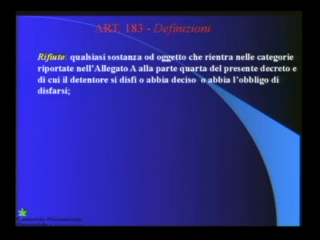 ART. 183 - Definizioni
Rifiuto: qualsiasi sostanza od oggetto che rientra nelle categorie
riportate nell'Allegato A alla parte quarta del presente decreto e
di cui il detentore si disfi o abbia deciso o abbia l'obbligo di
disfarsi;